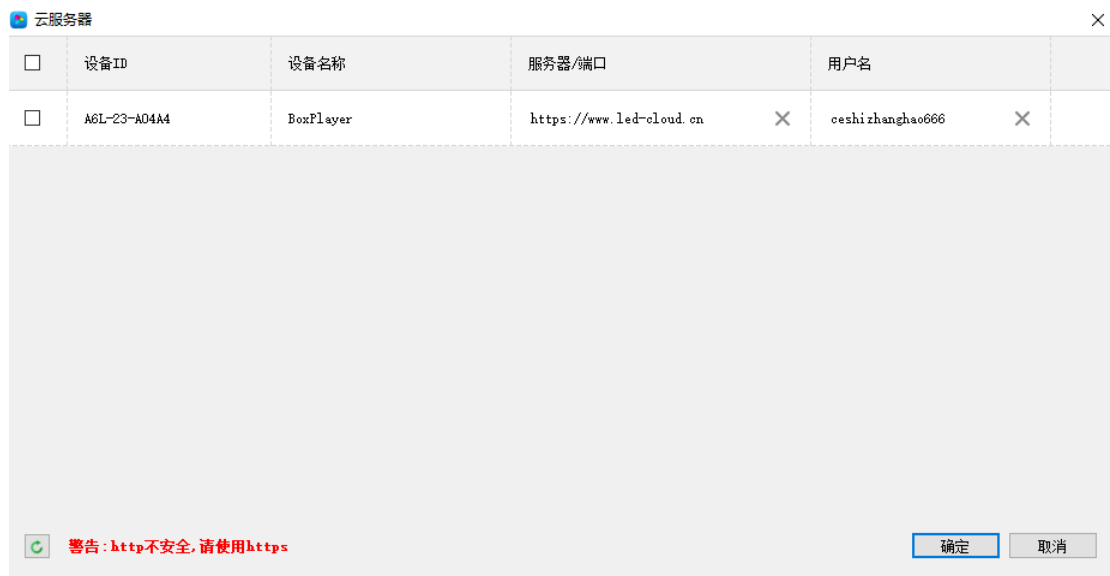 云服务器
设备ID 设备名称 服务器/端口 用户名
A6L-23-A04A4 BoxPlayer https://www.led-cloud.cn ceshizhanghao666
警告:http不安全,请使用https 确定 取消